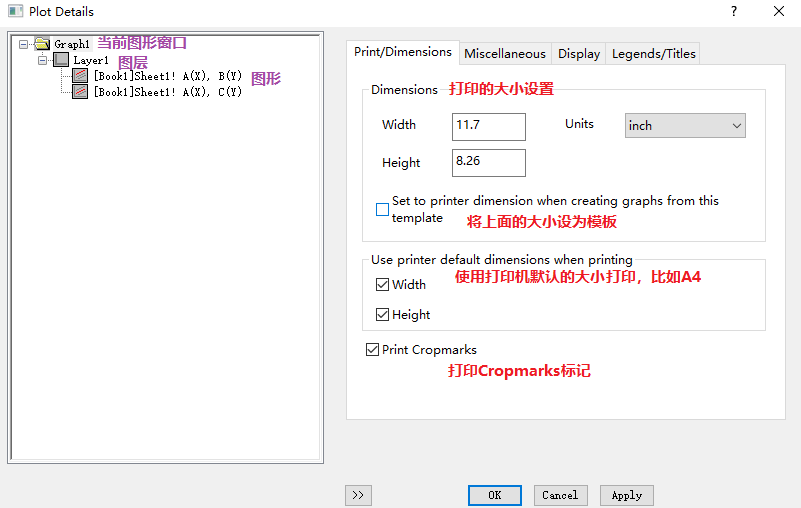 Plot Details
?
Graph1 当前图形窗口
Layer1 图层
[Book1]Sheet1! A(X), B(Y) 图形
[Book1]Sheet1! A(X), C(Y)
Print/Dimensions Miscellaneous Display Legends/Titles
Dimensions 打印的大小设置
Width 11.7 Units inch
Height 8.26
Set to printer dimension when creating graphs from this
template 将上面的大小设为模板
Use printer default dimensions when printing
Width 使用打印机默认的大小打印，比如A4
Height
Print Cropmarks
打印Cropmarks标记
>> OK Cancel Apply